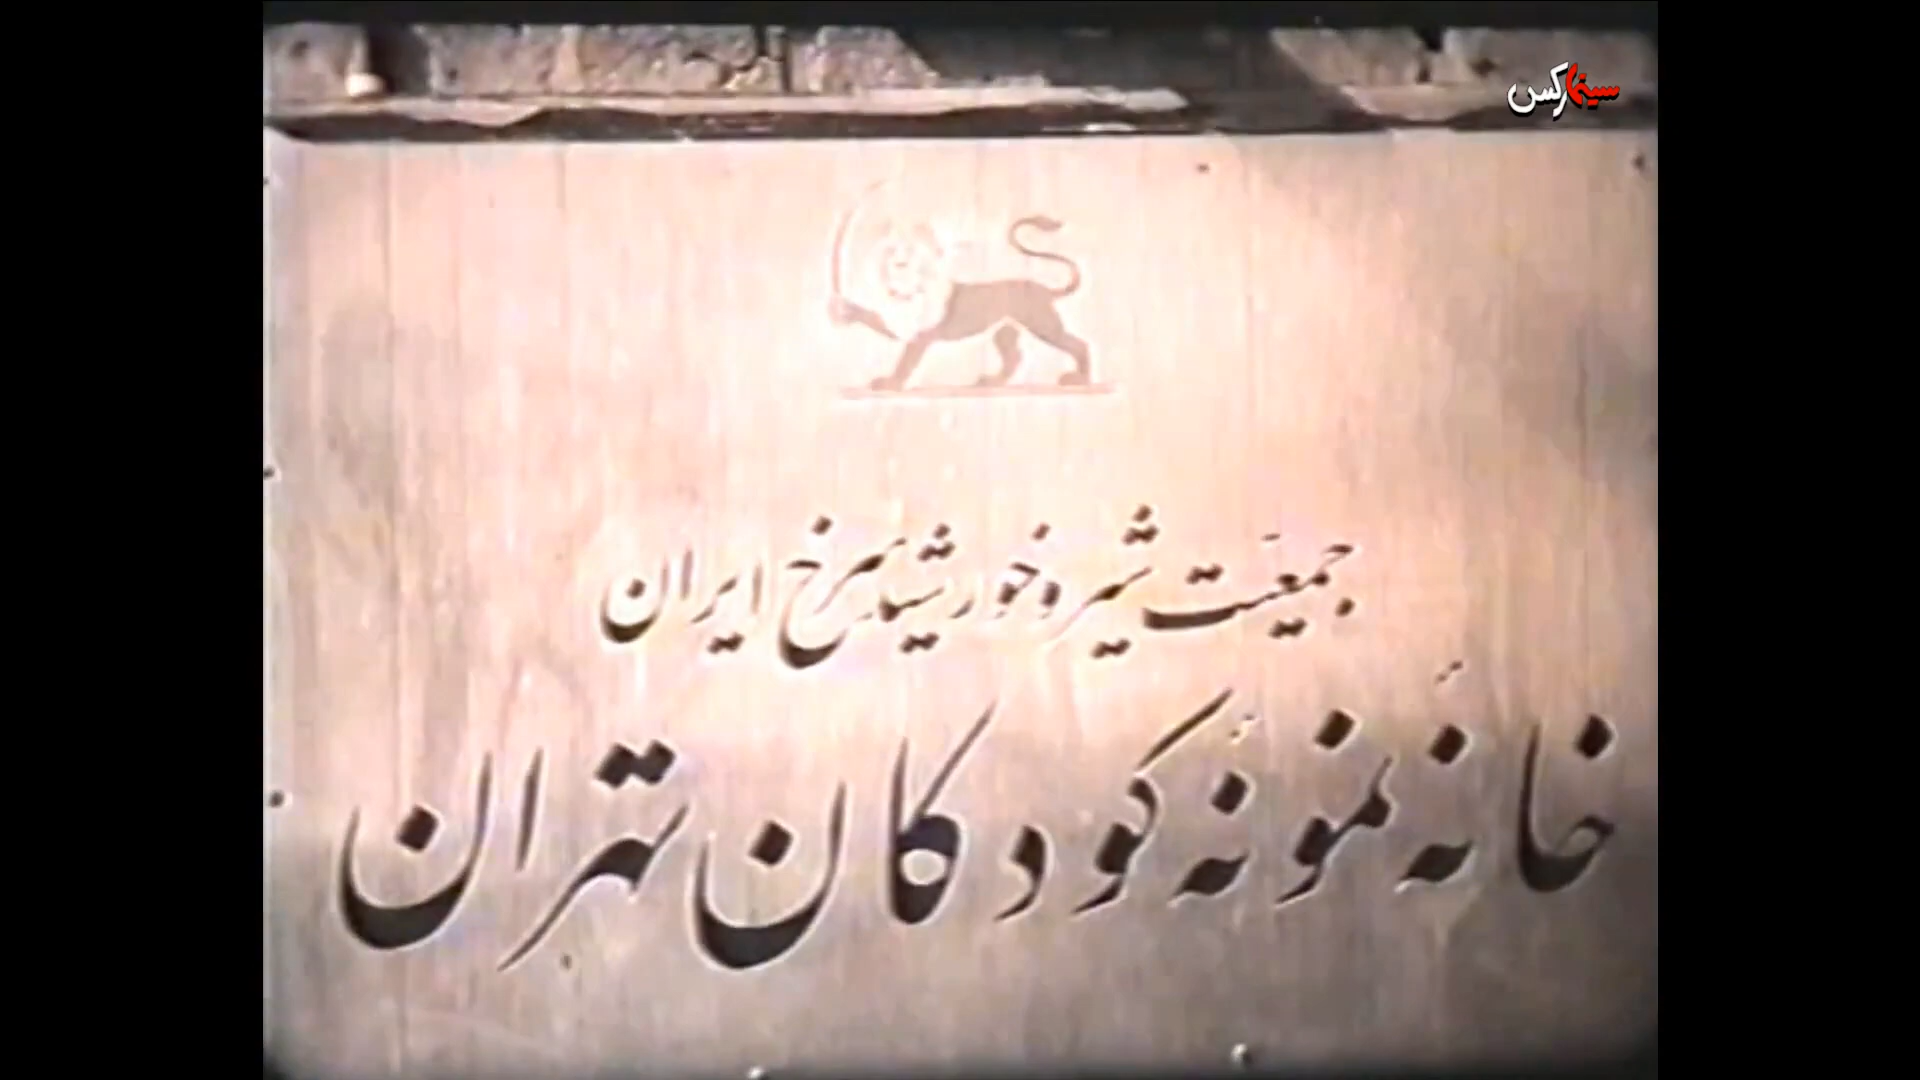 سینمارکس
جمعیت شیر و خورشید سرخ ایران
خانهٔ نمونهٔ کودکان تهران